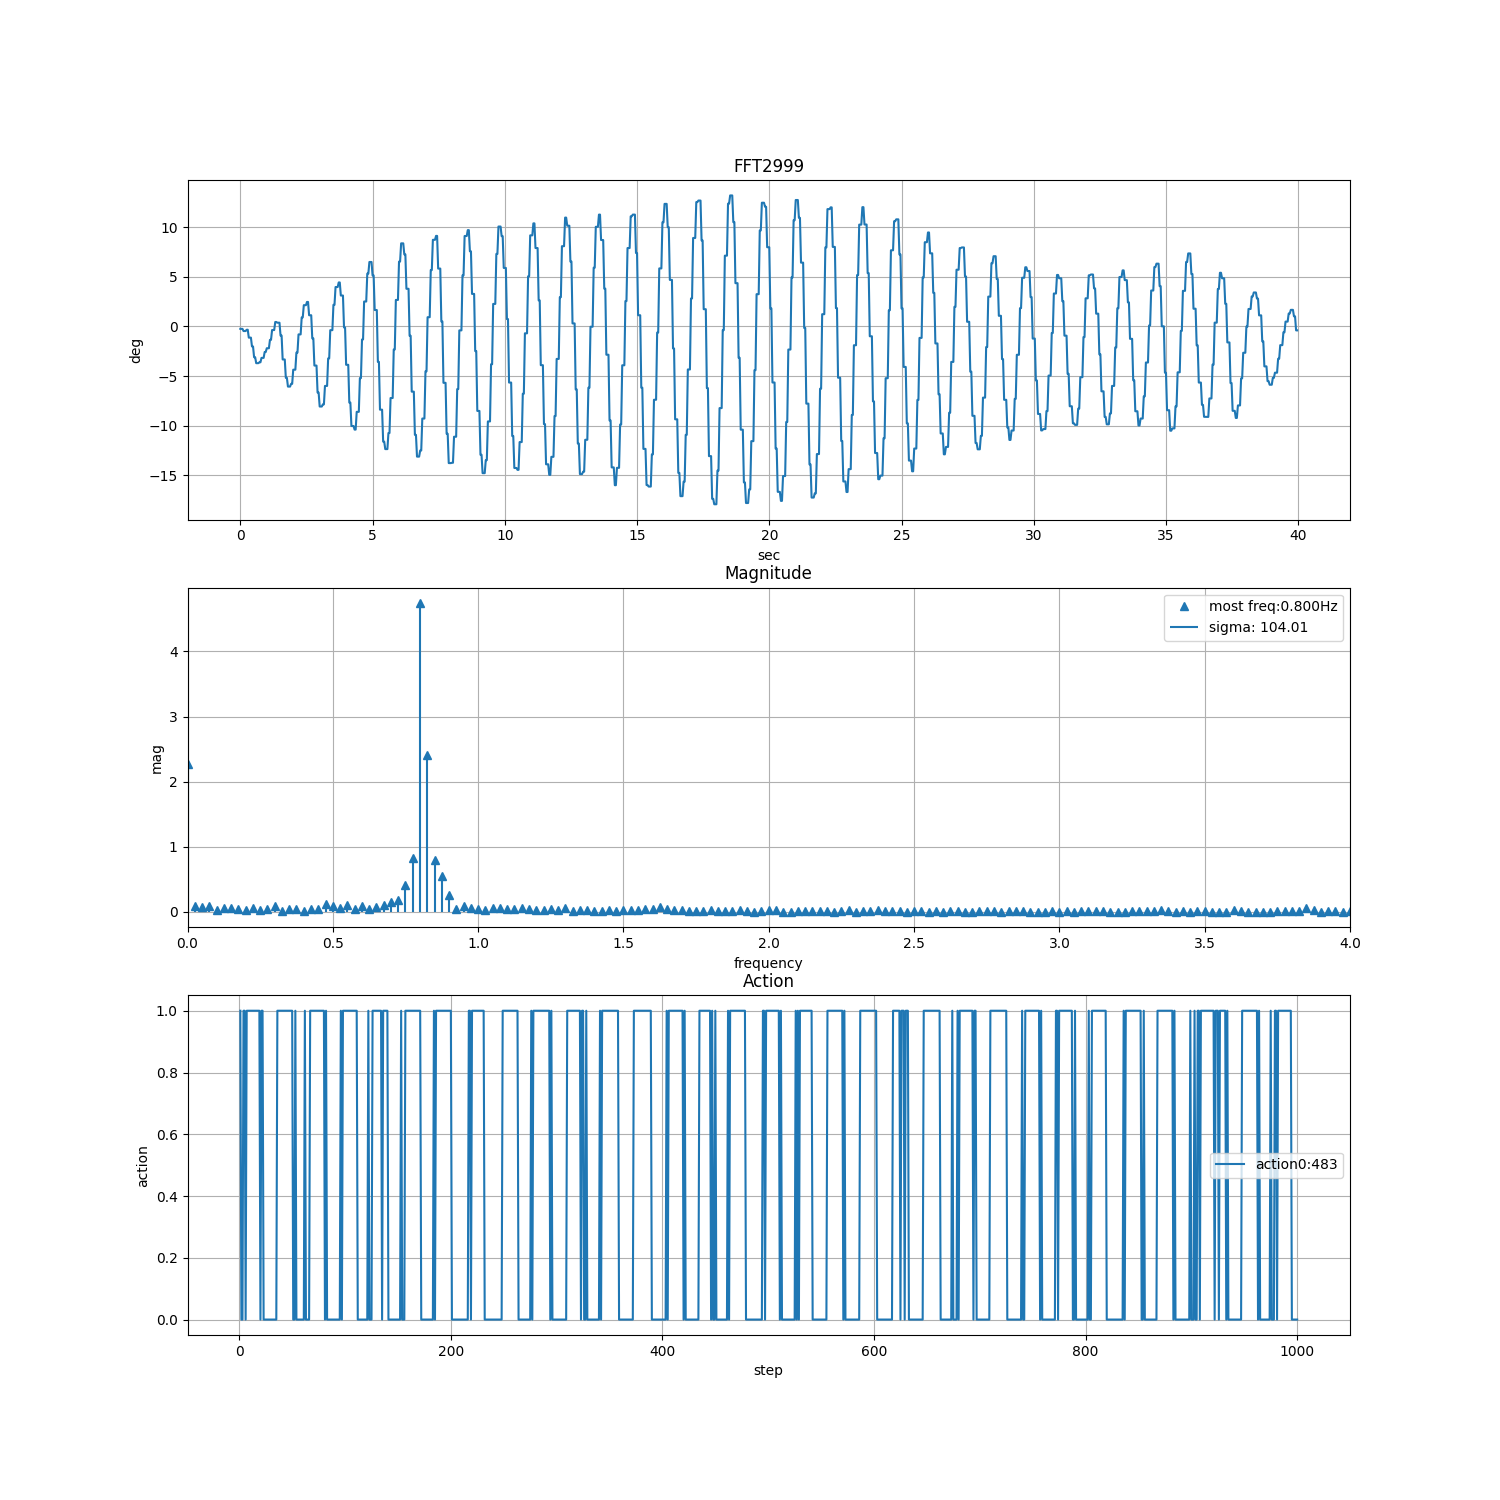 FFT2999
10
5
0
−5
−10
−15
deg
0 5 10 15 20 25 30 35 40
sec
Magnitude
most freq:0.800Hz
sigma: 104.01
4
3
2
1
0
mag
0.0 0.5 1.0 1.5 2.0 2.5 3.0 3.5 4.0
frequency
Action
1.0
0.8
0.6
0.4
0.2
0.0
action
action0:483
0 200 400 600 800 1000
step